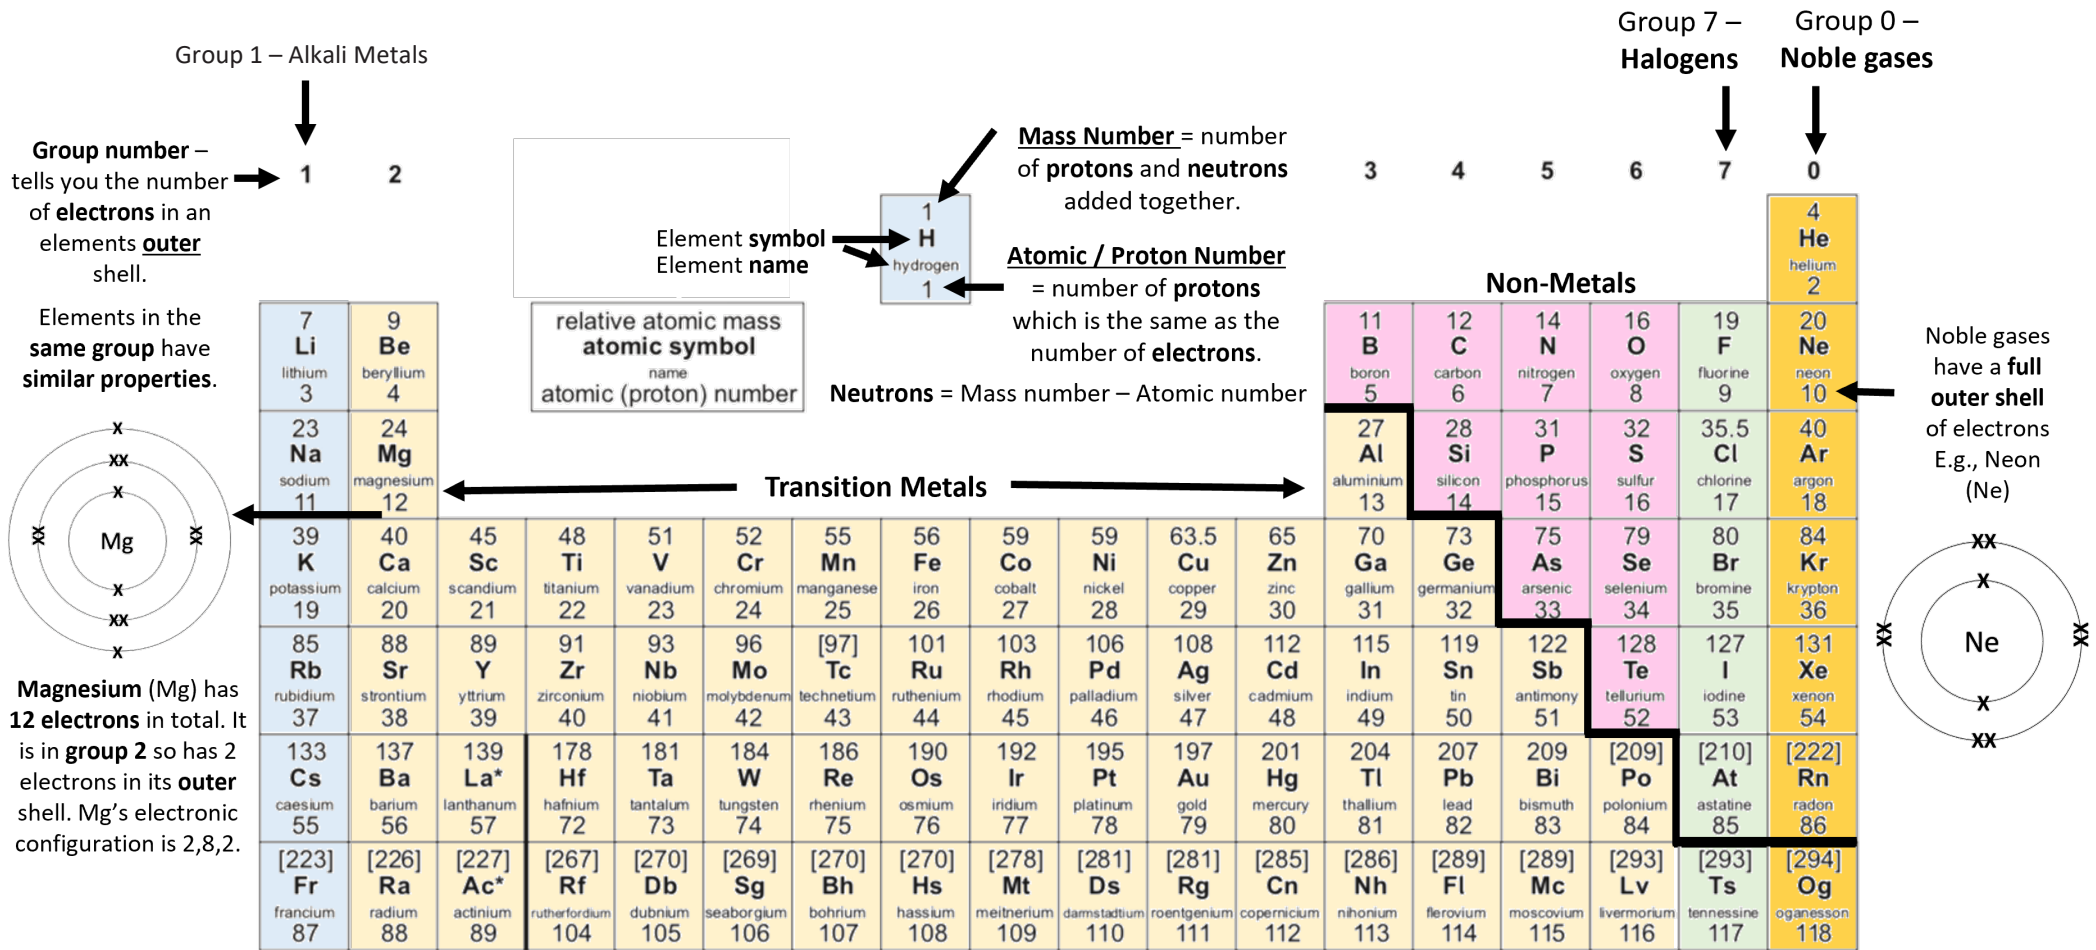 Group 7 –
Halogens
Group 0 –
Noble gases
Group 1 – Alkali Metals
Group number –
tells you the number
of electrons in an
elements outer
shell.
Elements in the
same group have
similar properties.
Mass Number = number
of protons and neutrons
added together.
Element symbol
Element name
Atomic / Proton Number
= number of protons
which is the same as the
number of electrons.
Neutrons = Mass number – Atomic number
relative atomic mass
atomic symbol
name
atomic (proton) number
Non-Metals
Transition Metals
1 2 3 4 5 6 7 0
1 4
H He
hydrogen helium
1 2
7 9 11 12 14 16 19 20
Li Be B C N O F Ne
lithium beryllium boron carbon nitrogen oxygen fluorine neon
3 4 5 6 7 8 9 10
23 24 27 28 31 32 35.5 40
Na Mg Al Si P S Cl Ar
sodium magnesium aluminium silicon phosphorus sulfur chlorine argon
11 12 13 14 15 16 17 18
39 40 45 48 51 52 55 56 59 59 63.5 65 70 73 75 79 80 84
K Ca Sc Ti V Cr Mn Fe Co Ni Cu Zn Ga Ge As Se Br Kr
potassium calcium scandium titanium vanadium chromium manganese iron cobalt nickel copper zinc gallium germanium arsenic selenium bromine krypton
19 20 21 22 23 24 25 26 27 28 29 30 31 32 33 34 35 36
85 88 89 91 93 96 [97] 101 103 106 108 112 115 119 122 128 127 131
Rb Sr Y Zr Nb Mo Tc Ru Rh Pd Ag Cd In Sn Sb Te I Xe
rubidium strontium yttrium zirconium niobium molybdenum technetium ruthenium rhodium palladium silver cadmium indium tin antimony tellurium iodine xenon
37 38 39 40 41 42 43 44 45 46 47 48 49 50 51 52 53 54
133 137 139 178 181 184 186 190 192 195 197 201 204 207 209 [209] [210] [222]
Cs Ba La* Hf Ta W Re Os Ir Pt Au Hg Tl Pb Bi Po At Rn
caesium barium lanthanum hafnium tantalum tungsten rhenium osmium iridium platinum gold mercury thallium lead bismuth polonium astatine radon
55 56 57 72 73 74 75 76 77 78 79 80 81 82 83 84 85 86
[223] [226] [227] [267] [270] [269] [270] [270] [278] [281] [281] [285] [286] [289] [289] [293] [293] [294]
Fr Ra Ac* Rf Db Sg Bh Hs Mt Ds Rg Cn Nh Fl Mc Lv Ts Og
francium radium actinium rutherfordium dubnium seaborgium bohrium hassium meitnerium darmstadtium roentgenium copernicium nihonium flerovium moscovium livermorium tennessine oganesson
87 88 89 104 105 106 107 108 109 110 111 112 113 114 115 116 117 118
x
xx
x
xx Mg xx
x
xx
x
Magnesium (Mg) has
12 electrons in total. It
is in group 2 so has 2
electrons in its outer
shell. Mg’s electronic
configuration is 2,8,2.
Noble gases
have a full
outer shell
of electrons
E.g., Neon
(Ne)
xx
x
xx Ne xx
x
xx